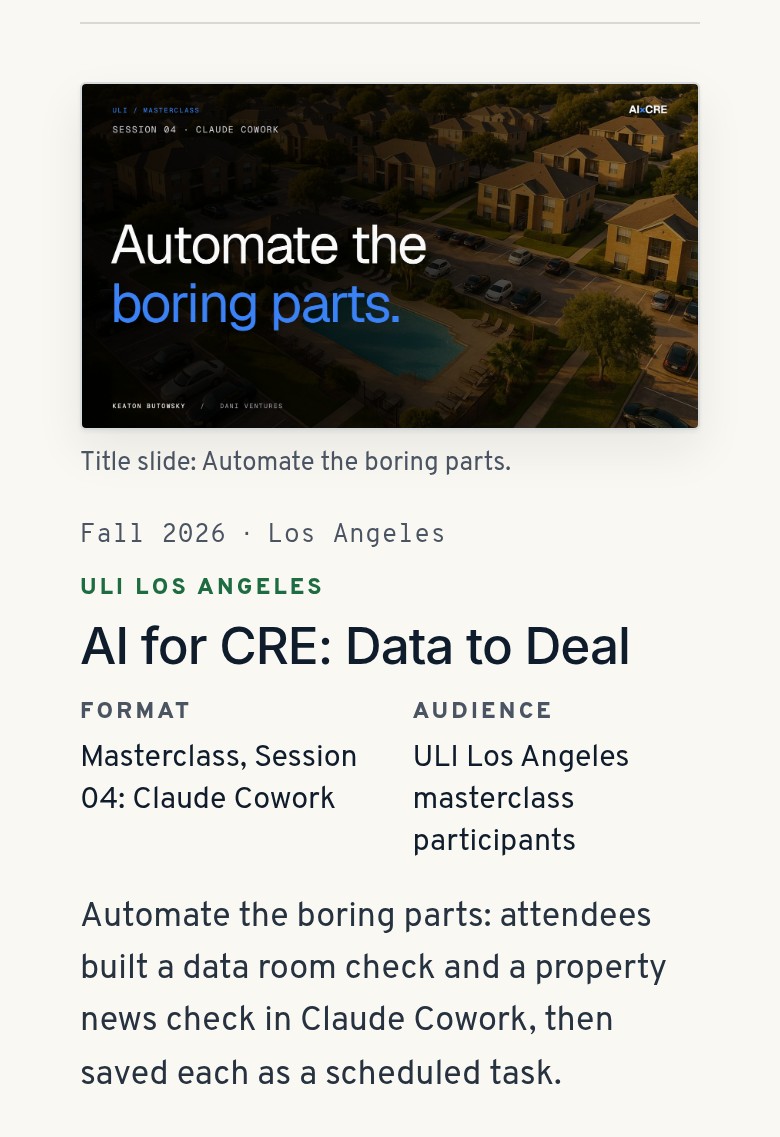 ULI / MASTERCLASS
AI×CRE
SESSION 04 · CLAUDE COWORK
Automate the
boring parts.
KEATON BUTOWSKY / DANI VENTURES
Title slide: Automate the boring parts.
Fall 2026 · Los Angeles
ULI LOS ANGELES
AI for CRE: Data to Deal
FORMAT
Masterclass, Session
04: Claude Cowork
AUDIENCE
ULI Los Angeles
masterclass
participants
Automate the boring parts: attendees
built a data room check and a property
news check in Claude Cowork, then
saved each as a scheduled task.